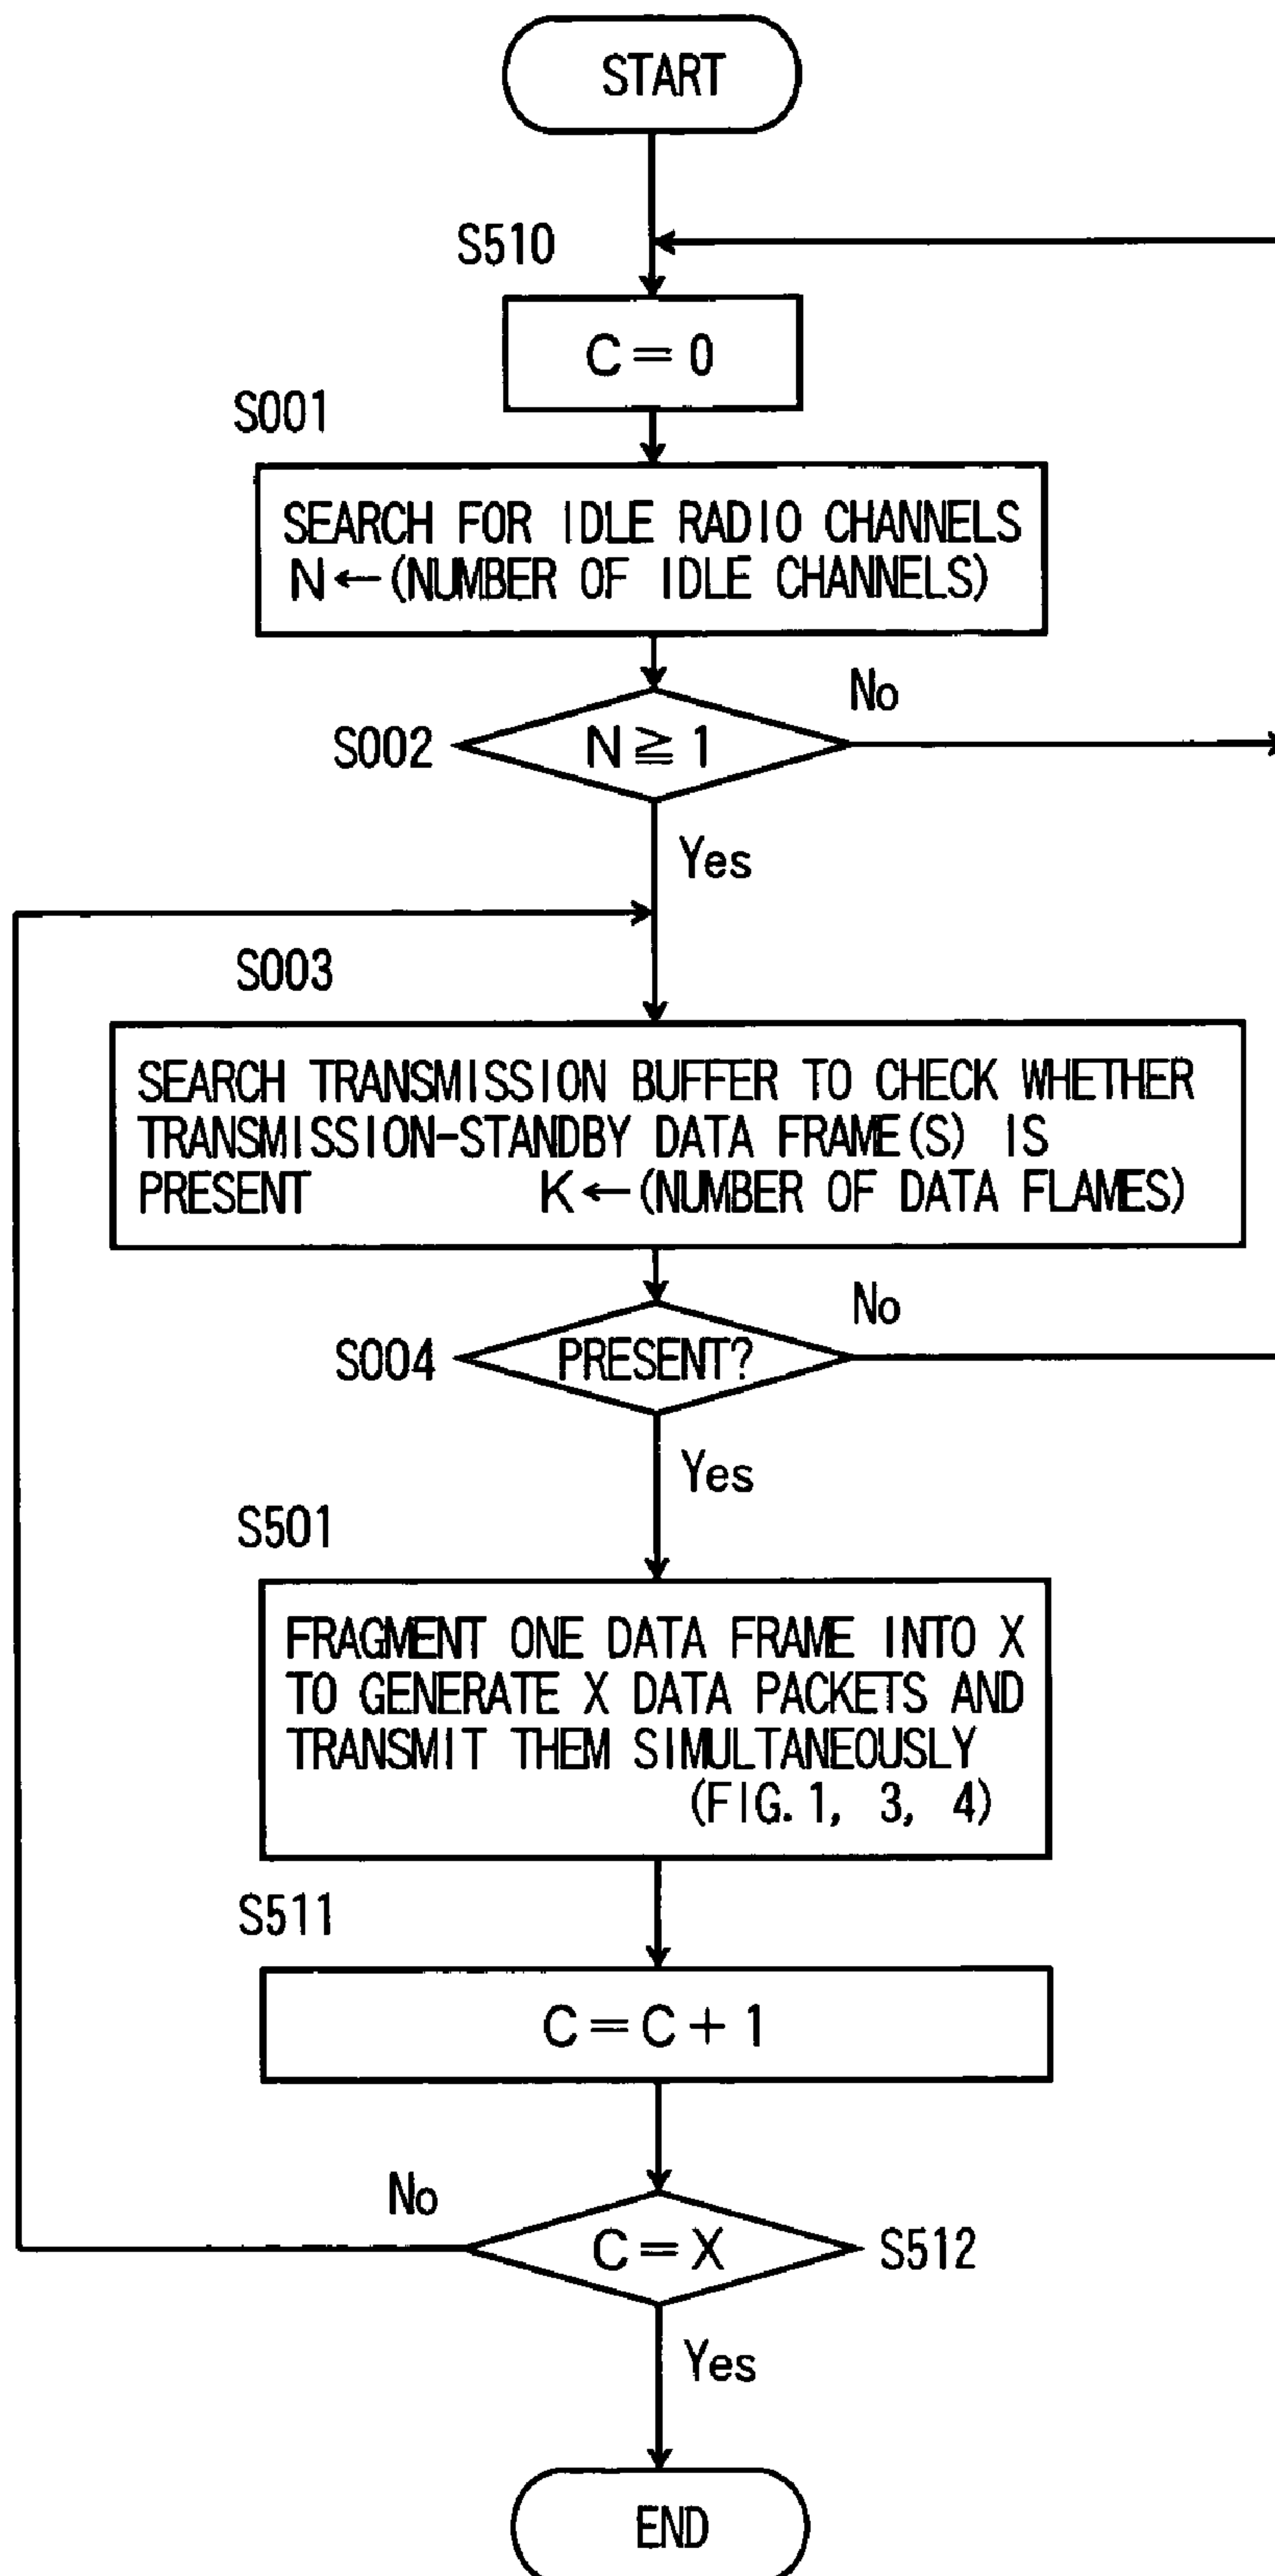 START
S510
C=0
S001
SEARCH FOR IDLE RADIO CHANNELS
N←(NUMBER OF IDLE CHANNELS)
No
S002
N≧1
Yes
S003
SEARCH TRANSMISSION BUFFER TO CHECK WHETHER
TRANSMISSION-STANDBY DATA FRAME(S) IS
PRESENT K←(NUMBER OF DATA FLAMES)
No
S004
PRESENT?
Yes
S501
FRAGMENT ONE DATA FRAME INTO X
TO GENERATE X DATA PACKETS AND
TRANSMIT THEM SIMULTANEOUSLY
(FIG. 1, 3, 4)
S511
C=C+1
No
C=X
S512
Yes
END